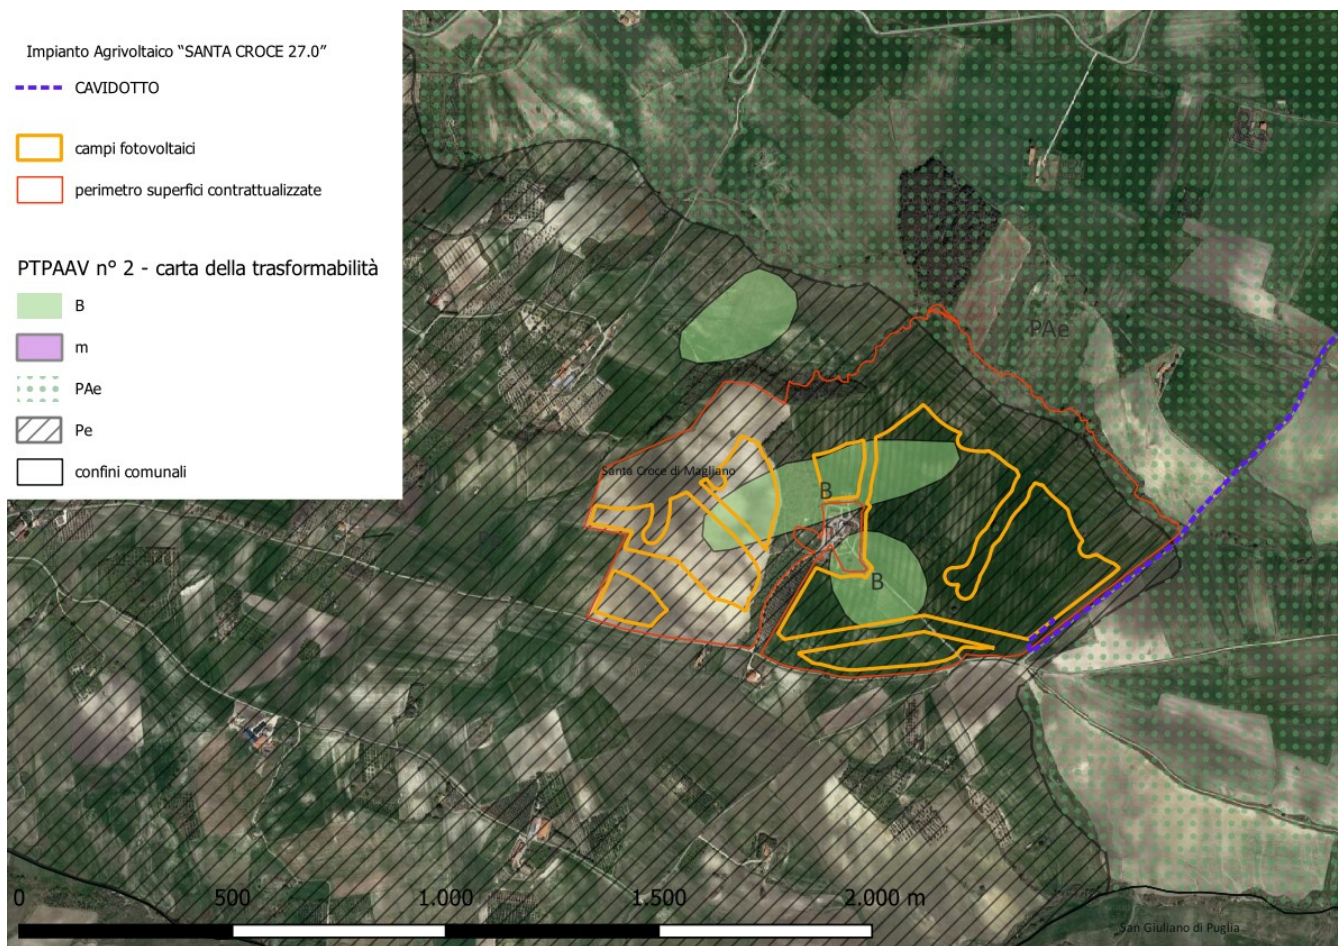 Impianto Agrivoltaico “SANTA CROCE 27.0”
CAVIDOTTO
campi fotovoltaici
perimetro superfici contrattualizzate
PTPAAV n° 2 - carta della trasformabilità
B
m
PAe
Pe
confini comunali
PAe
Santa Croce di Magliano
B
B
0 500 1.000 1.500 2.000 m
San Giuliano di Puglia